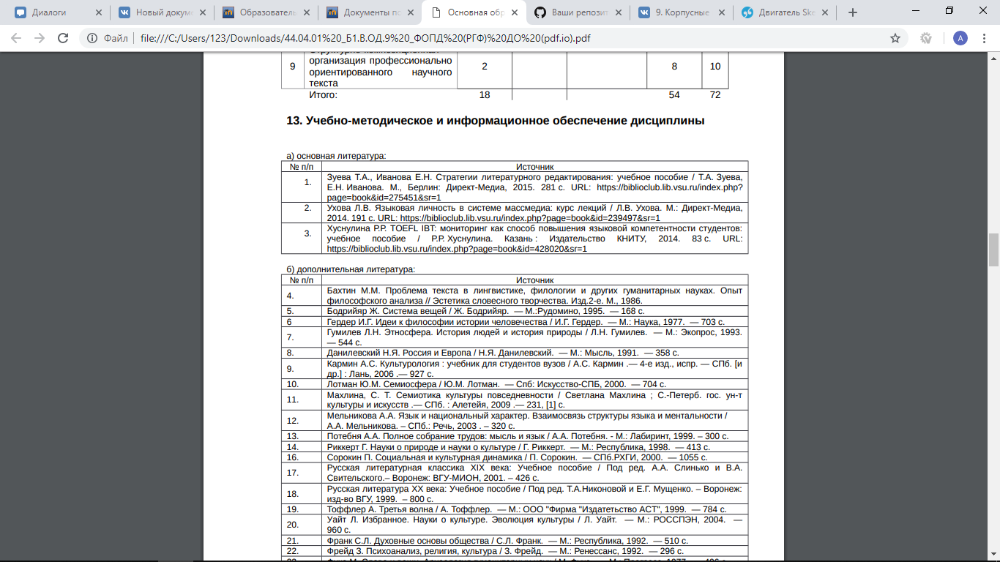 Диалоги
Новый докум
Образователь
Документы по
Основная обр
Ваши репозит
9. Корпусные
Двигатель Ske
Файл
file:///C:/Users/123/Downloads/44.04.01%20_Б1.В.ОД.9%20_ФОПД%20(РГФ)%20ДО%20(pdf.io).pdf
A
9
организация профессионально
ориентированного научного
текста
2
8
10
Итого:
18
54
72
13. Учебно-методическое и информационное обеспечение дисциплины
а) основная литература:
№ п/п Источник
1. Зуева Т.А., Иванова Е.Н. Стратегии литературного редактирования: учебное пособие / Т.А. Зуева,
Е.Н. Иванова. М., Берлин: Директ-Медиа, 2015. 281 с. URL: https://biblioclub.lib.vsu.ru/index.php?
page=book&id=275451&sr=1
2. Ухова Л.В. Языковая личность в системе массмедиа: курс лекций / Л.В. Ухова. М.: Директ-Медиа,
2014. 191 с. URL: https://biblioclub.lib.vsu.ru/index.php?page=book&id=239497&sr=1
3. Хуснулина Р.Р. TOEFL IBT: мониторинг как способ повышения языковой компетентности студентов:
учебное пособие / Р.Р. Хуснулина. Казань : Издательство КНИТУ, 2014. 83 с. URL:
https://biblioclub.lib.vsu.ru/index.php?page=book&id=428020&sr=1
б) дополнительная литература:
№ п/п Источник
4. Бахтин М.М. Проблема текста в лингвистике, филологии и других гуманитарных науках. Опыт
философского анализа // Эстетика словесного творчества. Изд.2-е. М., 1986.
5. Бодрийяр Ж. Система вещей / Ж. Бодрийяр. — М.:Рудомино, 1995. — 168 с.
6 Гердер И.Г. Идеи к философии истории человечества / И.Г. Гердер. — М.: Наука, 1977. — 703 с.
7. Гумилев Л.Н. Этносфера. История людей и история природы / Л.Н. Гумилев. — М.: Экопрос, 1993.
— 544 с.
8. Данилевский Н.Я. Россия и Европа / Н.Я. Данилевский. — М.: Мысль, 1991. — 358 с.
9. Кармин А.С. Культурология : учебник для студентов вузов / А.С. Кармин .— 4-е изд., испр. — СПб. [и
др.] : Лань, 2006 .— 927 с.
10. Лотман Ю.М. Семиосфера / Ю.М. Лотман. — Спб: Искусство-СПБ, 2000. — 704 с.
11. Махлина, С. Т. Семиотика культуры повседневности / Светлана Махлина ; С.-Петерб. гос. ун-т
культуры и искусств .— СПб. : Алетейя, 2009 .— 231, [1] с.
12. Мельникова А.А. Язык и национальный характер. Взаимосвязь структуры языка и ментальности /
А.А. Мельникова. – СПб.: Речь, 2003 . – 320 с.
13. Потебня А.А. Полное собрание трудов: мысль и язык / А.А. Потебня. - М.: Лабиринт, 1999. – 300 с.
14. Риккерт Г. Науки о природе и науки о культуре / Г. Риккерт. — М.: Республика, 1998. — 413 с.
16. Сорокин П. Социальная и культурная динамика / П. Сорокин. — СПб.РХГИ, 2000. — 1055 с.
17. Русская литературная классика XIX века: Учебное пособие / Под ред. А.А. Слинько и В.А.
Свительского.– Воронеж: ВГУ-МИОН, 2001. – 426 с.
18. Русская литература XX века: Учебное пособие / Под ред. Т.А.Никоновой и Е.Г. Мущенко. – Воронеж:
изд-во ВГУ, 1999. – 800 с.
19. Тоффлер А. Третья волна / А. Тоффлер. — М.: ООО "Фирма "Издатетьство АСТ", 1999. — 784 с.
20. Уайт Л. Избранное. Науки о культуре. Эволюция культуры / Л. Уайт. — М.: РОССПЭН, 2004. —
960 с.
21. Франк С.Л. Духовные основы общества / С.Л. Франк. — М.: Республика, 1992. — 510 с.
22. Фрейд З. Психоанализ, религия, культура / З. Фрейд. — М.: Ренессанс, 1992. — 296 с.